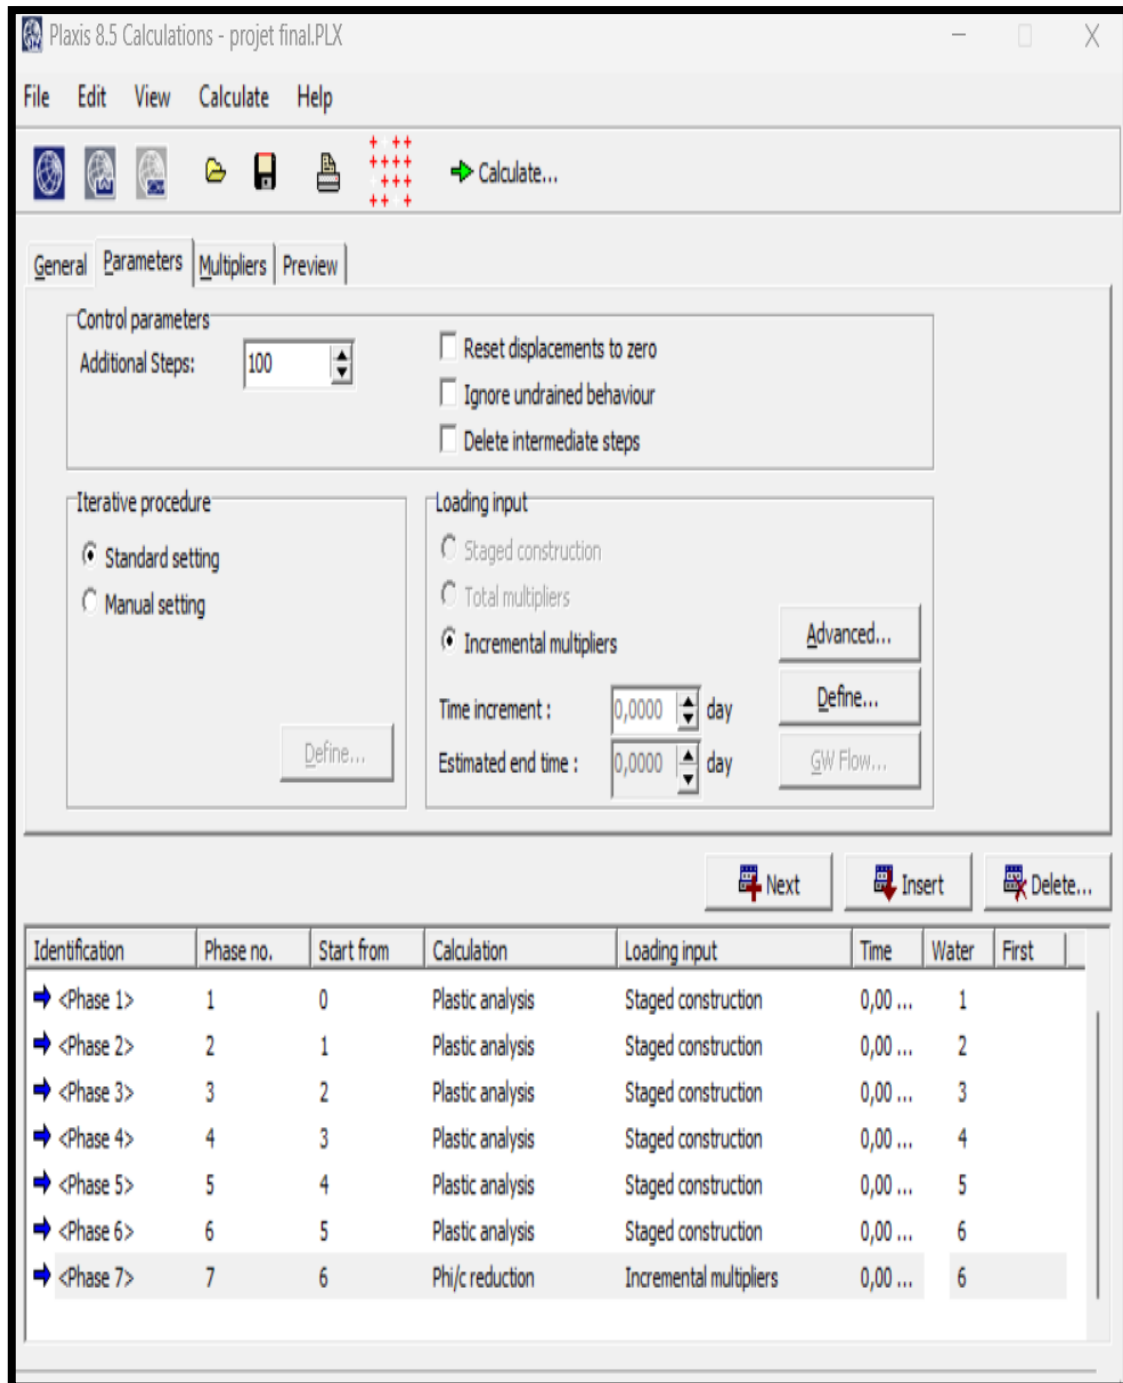 Plaxis 8.5 Calculations - projet final.PLX
File Edit View Calculate Help
Calculate...
General Parameters Multipliers Preview
Control parameters
Additional Steps: 100
Reset displacements to zero
Ignore undrained behaviour
Delete intermediate steps
Iterative procedure
Standard setting
Manual setting
Define...
Loading input
Staged construction
Total multipliers
Incremental multipliers
Advanced...
Time increment : 0,0000 day
Define...
Estimated end time : 0,0000 day
GW Flow...
Next Insert Delete...
Identification Phase no. Start from Calculation Loading input Time Water First
<Phase 1> 1 0 Plastic analysis Staged construction 0,00 ... 1
<Phase 2> 2 1 Plastic analysis Staged construction 0,00 ... 2
<Phase 3> 3 2 Plastic analysis Staged construction 0,00 ... 3
<Phase 4> 4 3 Plastic analysis Staged construction 0,00 ... 4
<Phase 5> 5 4 Plastic analysis Staged construction 0,00 ... 5
<Phase 6> 6 5 Plastic analysis Staged construction 0,00 ... 6
<Phase 7> 7 6 Phi/c reduction Incremental multipliers 0,00 ... 6